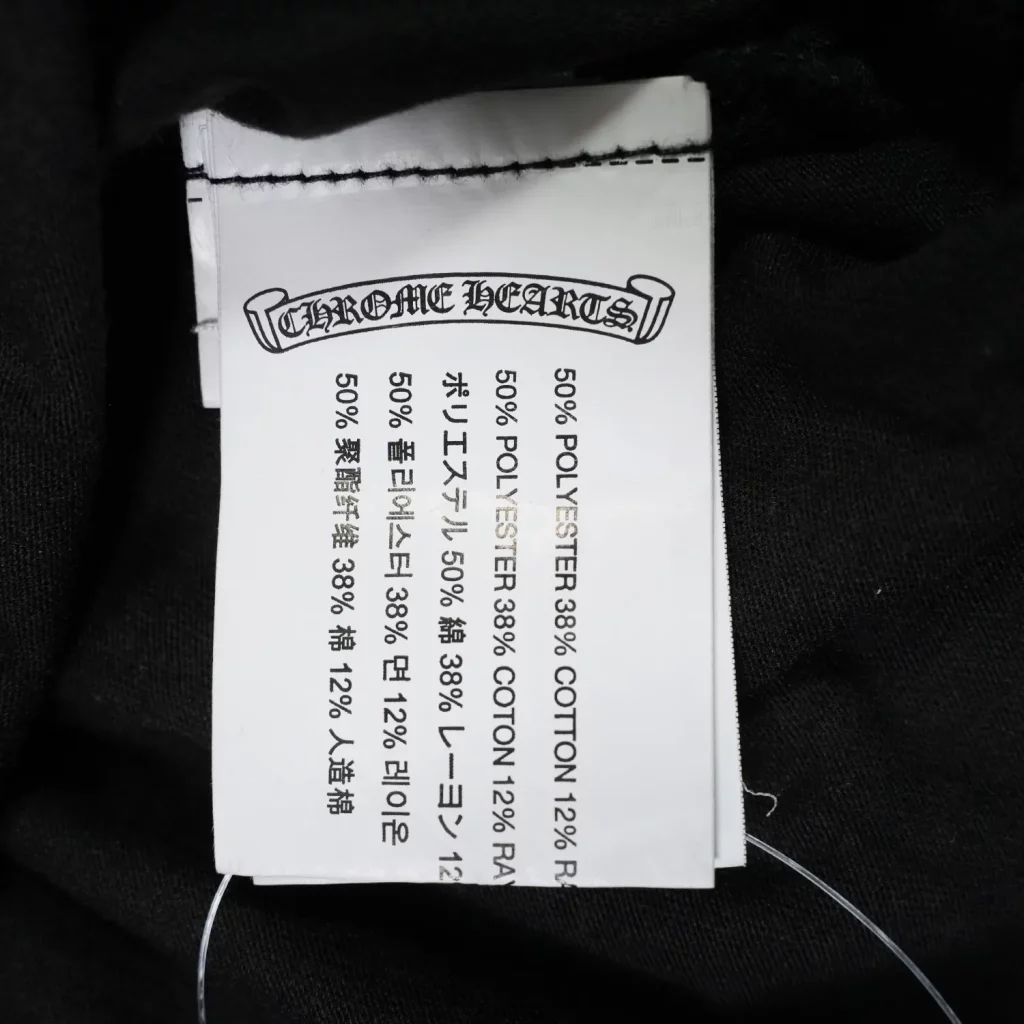 CHROME HEARTS
50% POLYESTER 38% COTTON 12%
50% POLYESTER 38% COTON 12%
ポリエステル 50% 綿 38% レーヨン 12
50% 폴리에스터 38% 면 12% 레이온
50% 聚酯纤维 38% 棉 12% 人造棉